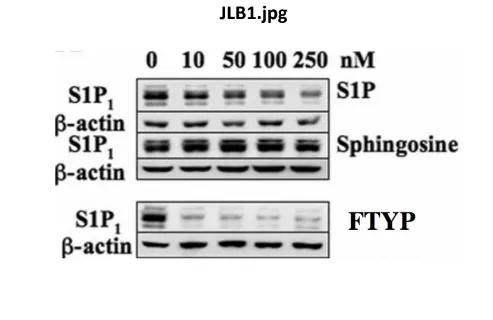 JLB1.jpg
0 10 50 100 250 nM
S1P₁ S1P
β-actin
S1P₁ Sphingosine
β-actin
S1P₁ FTYP
β-actin